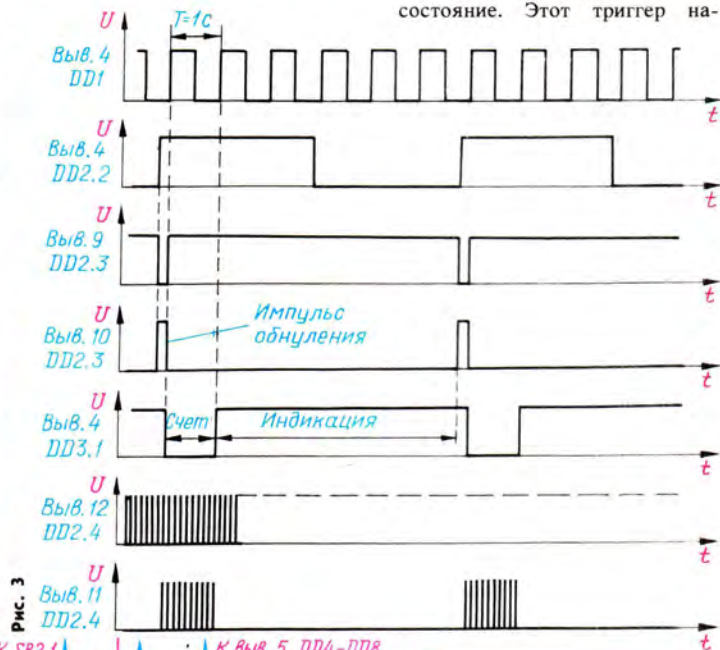 состояние. Этот триггер на-
U
T=1c
Выв. 4
DD1
t
U
Выв. 4
DD2.2
t
U
Выв. 9
DD2.3
t
U
Импульс
обнуления
Выв. 10
DD2.3
t
U
Счет
Индикация
Выв. 4
DD3.1
t
U
Выв. 12
DD2.4
t
U
Выв. 11
DD2.4
t
Рис. 3
К SB2.1
К выв. 5 DD4-DD8